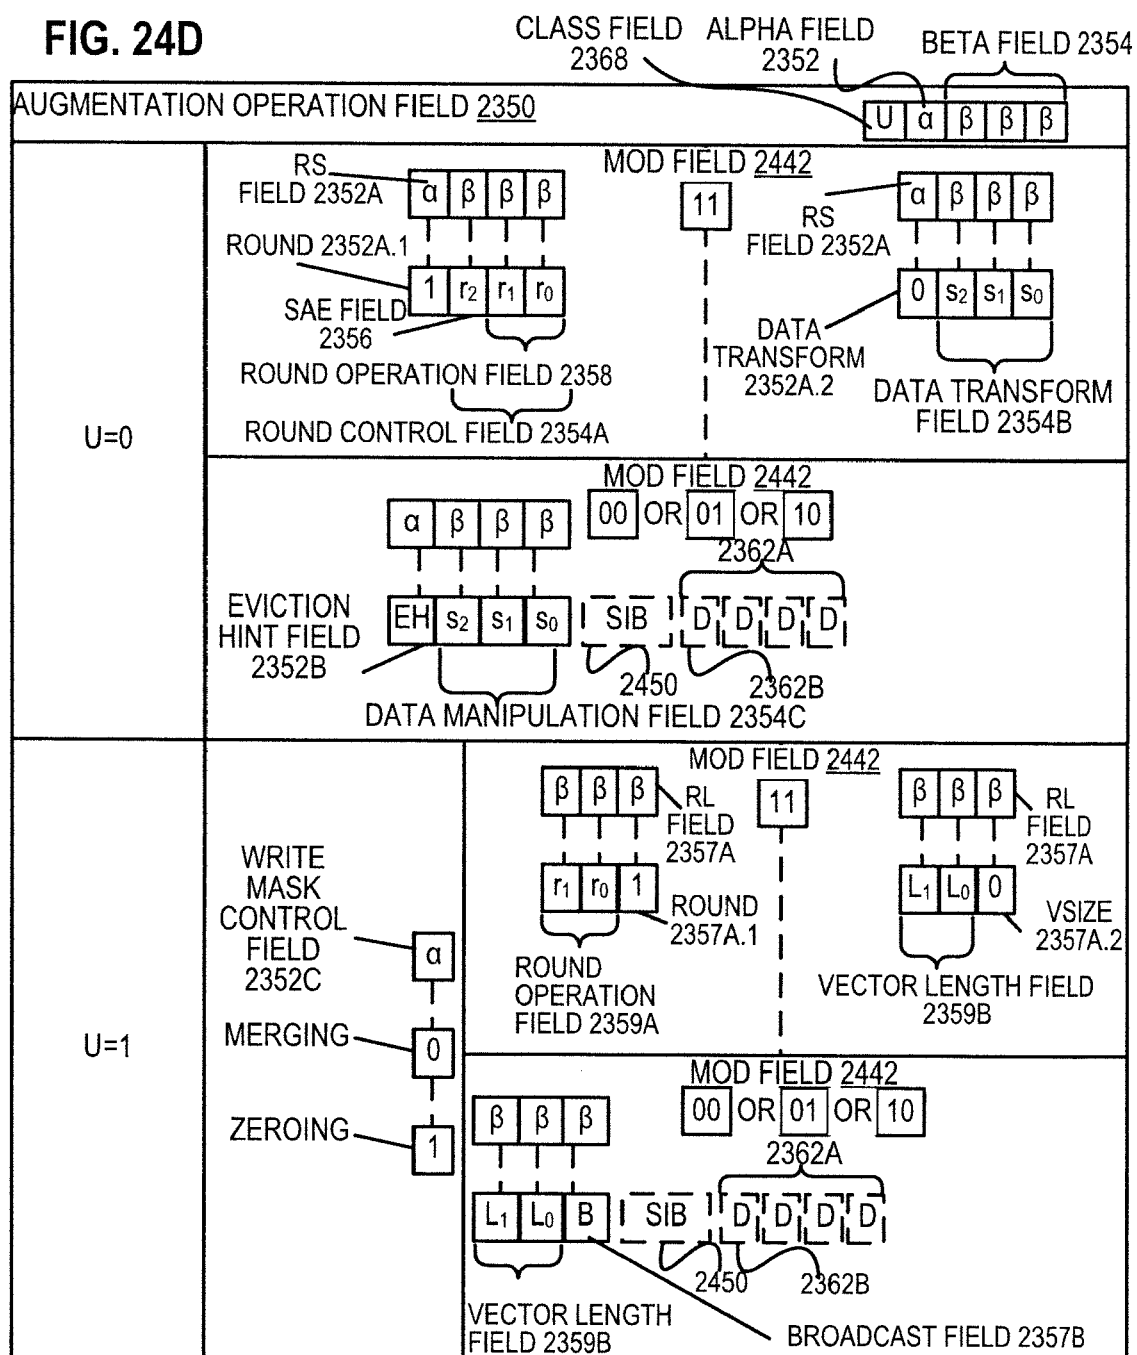 FIG. 24D
CLASS FIELD
2368
ALPHA FIELD
2352
BETA FIELD 2354
AUGMENTATION OPERATION FIELD 2350
U α β β β
U=0
MOD FIELD 2442
11
RS
FIELD 2352A
α β β β
ROUND 2352A.1
1 r2 r1 r0
SAE FIELD
2356
ROUND OPERATION FIELD 2358
ROUND CONTROL FIELD 2354A
α β β β
RS
FIELD 2352A
0 s2 s1 s0
DATA
TRANSFORM
2352A.2
DATA TRANSFORM
FIELD 2354B
MOD FIELD 2442
00 OR 01 OR 10
α β β β
2362A
EVICTION
HINT FIELD
2352B
EH s2 s1 s0
SIB
D D D D
2450
2362B
DATA MANIPULATION FIELD 2354C
U=1
WRITE
MASK
CONTROL
FIELD
2352C
α
MERGING
0
ZEROING
1
MOD FIELD 2442
11
β β β
RL
FIELD
2357A
r1 r0 1
ROUND
2357A.1
ROUND
OPERATION
FIELD 2359A
β β β
RL
FIELD
2357A
L1 L0 0
VSIZE
2357A.2
VECTOR LENGTH FIELD
2359B
MOD FIELD 2442
00 OR 01 OR 10
β β β
2362A
L1 L0 B
SIB
D D D D
2450
2362B
VECTOR LENGTH
FIELD 2359B
BROADCAST FIELD 2357B